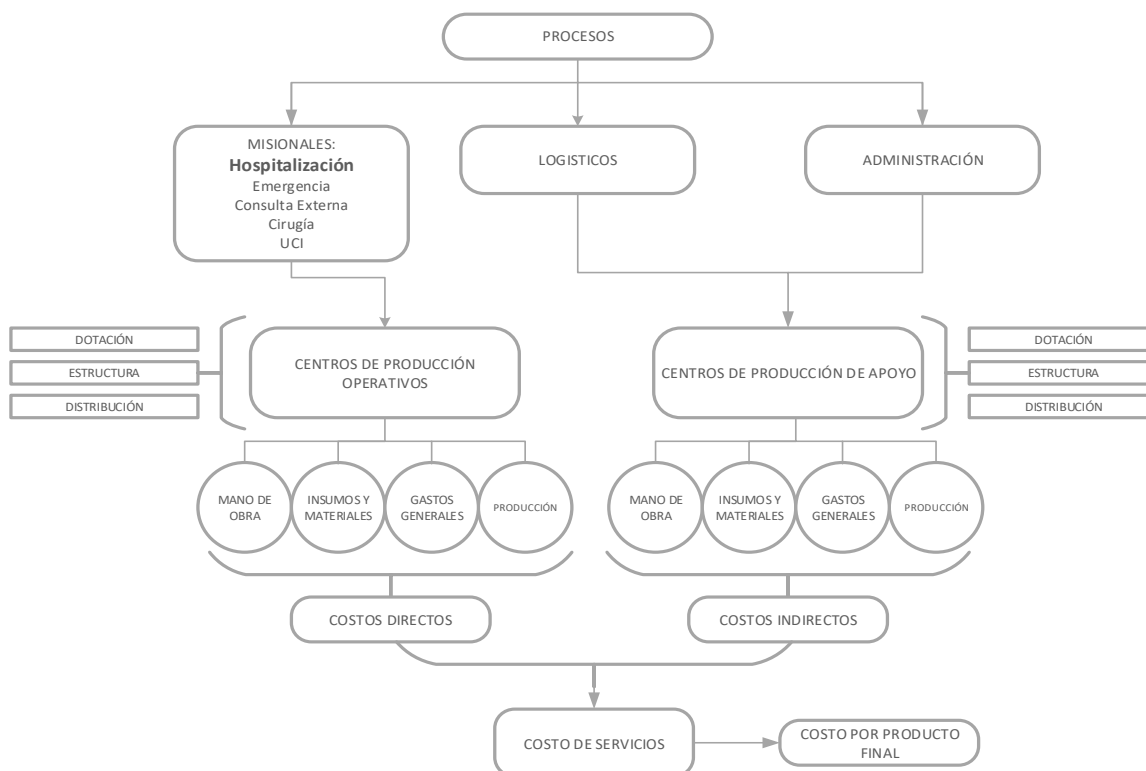 PROCESOS
MISIONALES:
Hospitalización
Emergencia
Consulta Externa
Cirugía
UCI
LOGISTICOS
ADMINISTRACIÓN
DOTACIÓN
ESTRUCTURA
DISTRIBUCIÓN
CENTROS DE PRODUCCIÓN
OPERATIVOS
CENTROS DE PRODUCCIÓN DE APOYO
DOTACIÓN
ESTRUCTURA
DISTRIBUCIÓN
MANO DE
OBRA
INSUMOS Y
MATERIALES
GASTOS
GENERALES
PRODUCCIÓN
MANO DE
OBRA
INSUMOS Y
MATERIALES
GASTOS
GENERALES
PRODUCCIÓN
COSTOS DIRECTOS
COSTOS INDIRECTOS
COSTO DE SERVICIOS
COSTO POR PRODUCTO
FINAL